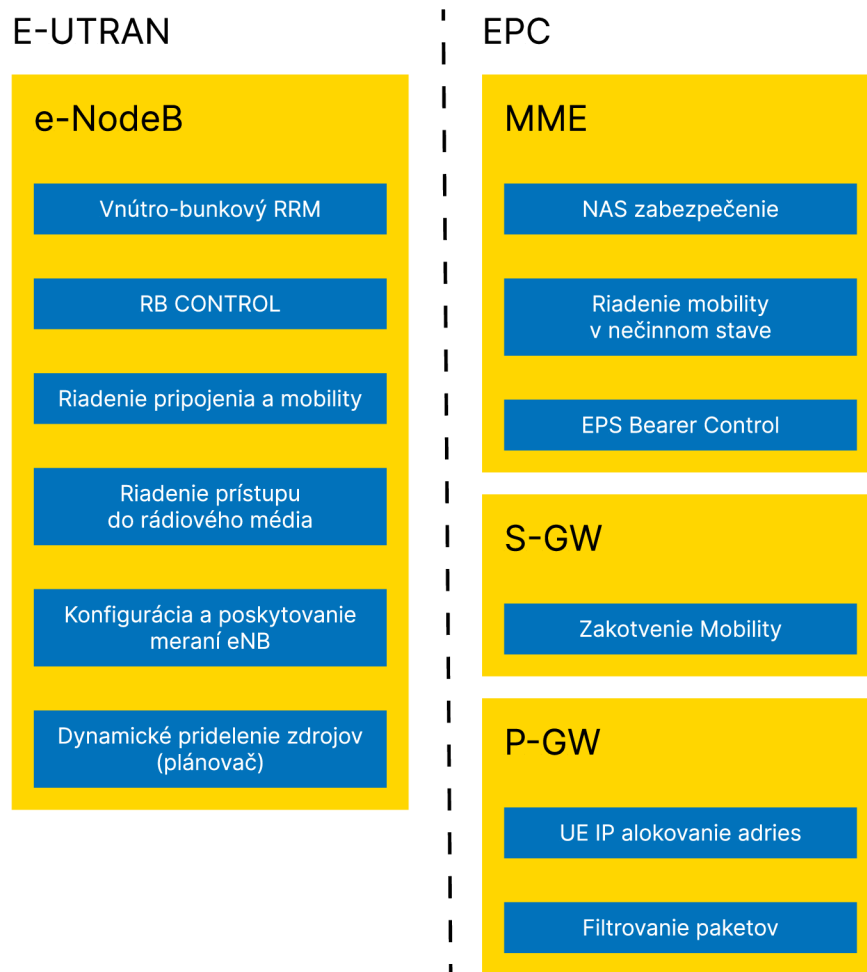 E-UTRAN
e-NodeB
Vnútro-bunkový RRM
RB CONTROL
Riadenie pripojenia a mobility
Riadenie prístupu
do rádiového média
Konfigurácia a poskytovanie
meraní eNB
Dynamické pridelenie zdrojov
(plánovač)
EPC
MME
NAS zabezpečenie
Riadenie mobility
v nečinnom stave
EPS Bearer Control
S-GW
Zakotvenie Mobility
P-GW
UE IP alokovanie adries
Filtrovanie paketov